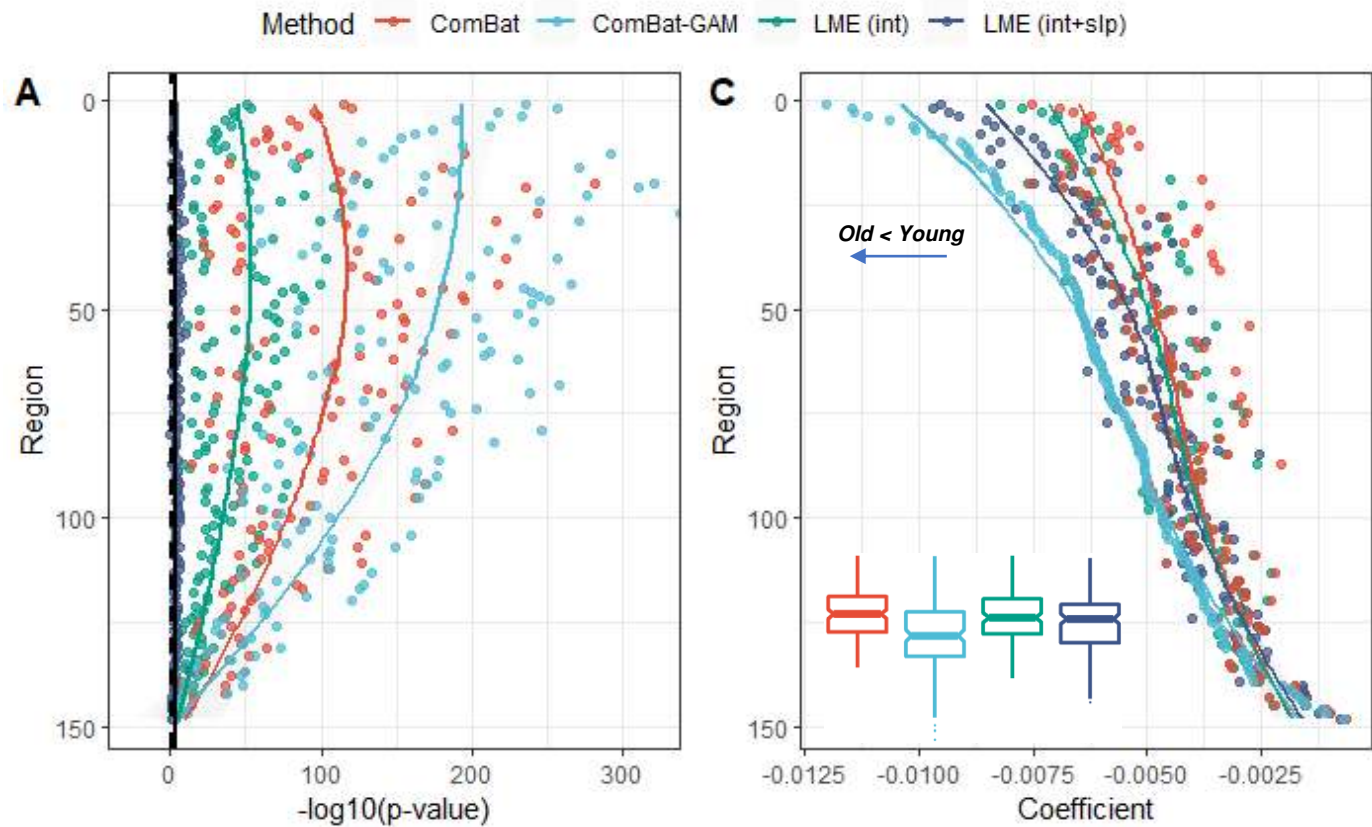 Method ComBat ComBat-GAM LME (int) LME (int+slp)
A
0
50
100
150
Region
0 100 200 300
-log10(p-value)
C
0
50
100
150
Region
Old < Young
-0.0125 -0.0100 -0.0075 -0.0050 -0.0025
Coefficient